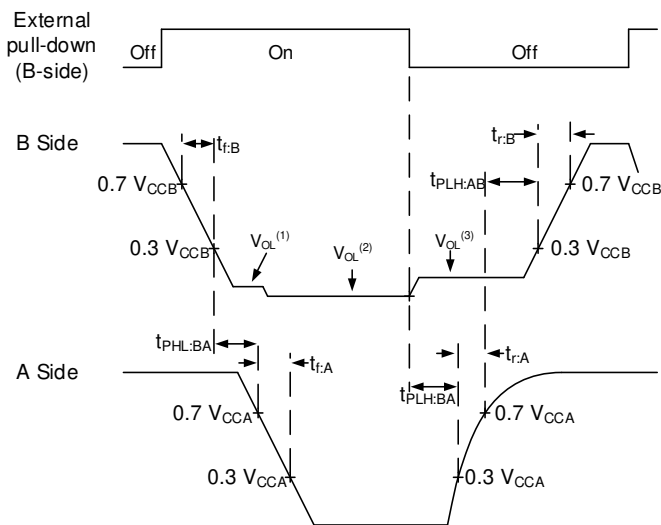 External
pull-down
(B-side)
Off
On
Off
B Side
t_f:B
t_r:B
0.7 V_CCB
t_PLH:AB
0.7 V_CCB
0.3 V_CCB
V_OL^(1)
V_OL^(2)
V_OL^(3)
0.3 V_CCB
t_PHL:BA
t_f:A
t_r:A
A Side
t_PLH:BA
0.7 V_CCA
0.7 V_CCA
0.3 V_CCA
0.3 V_CCA